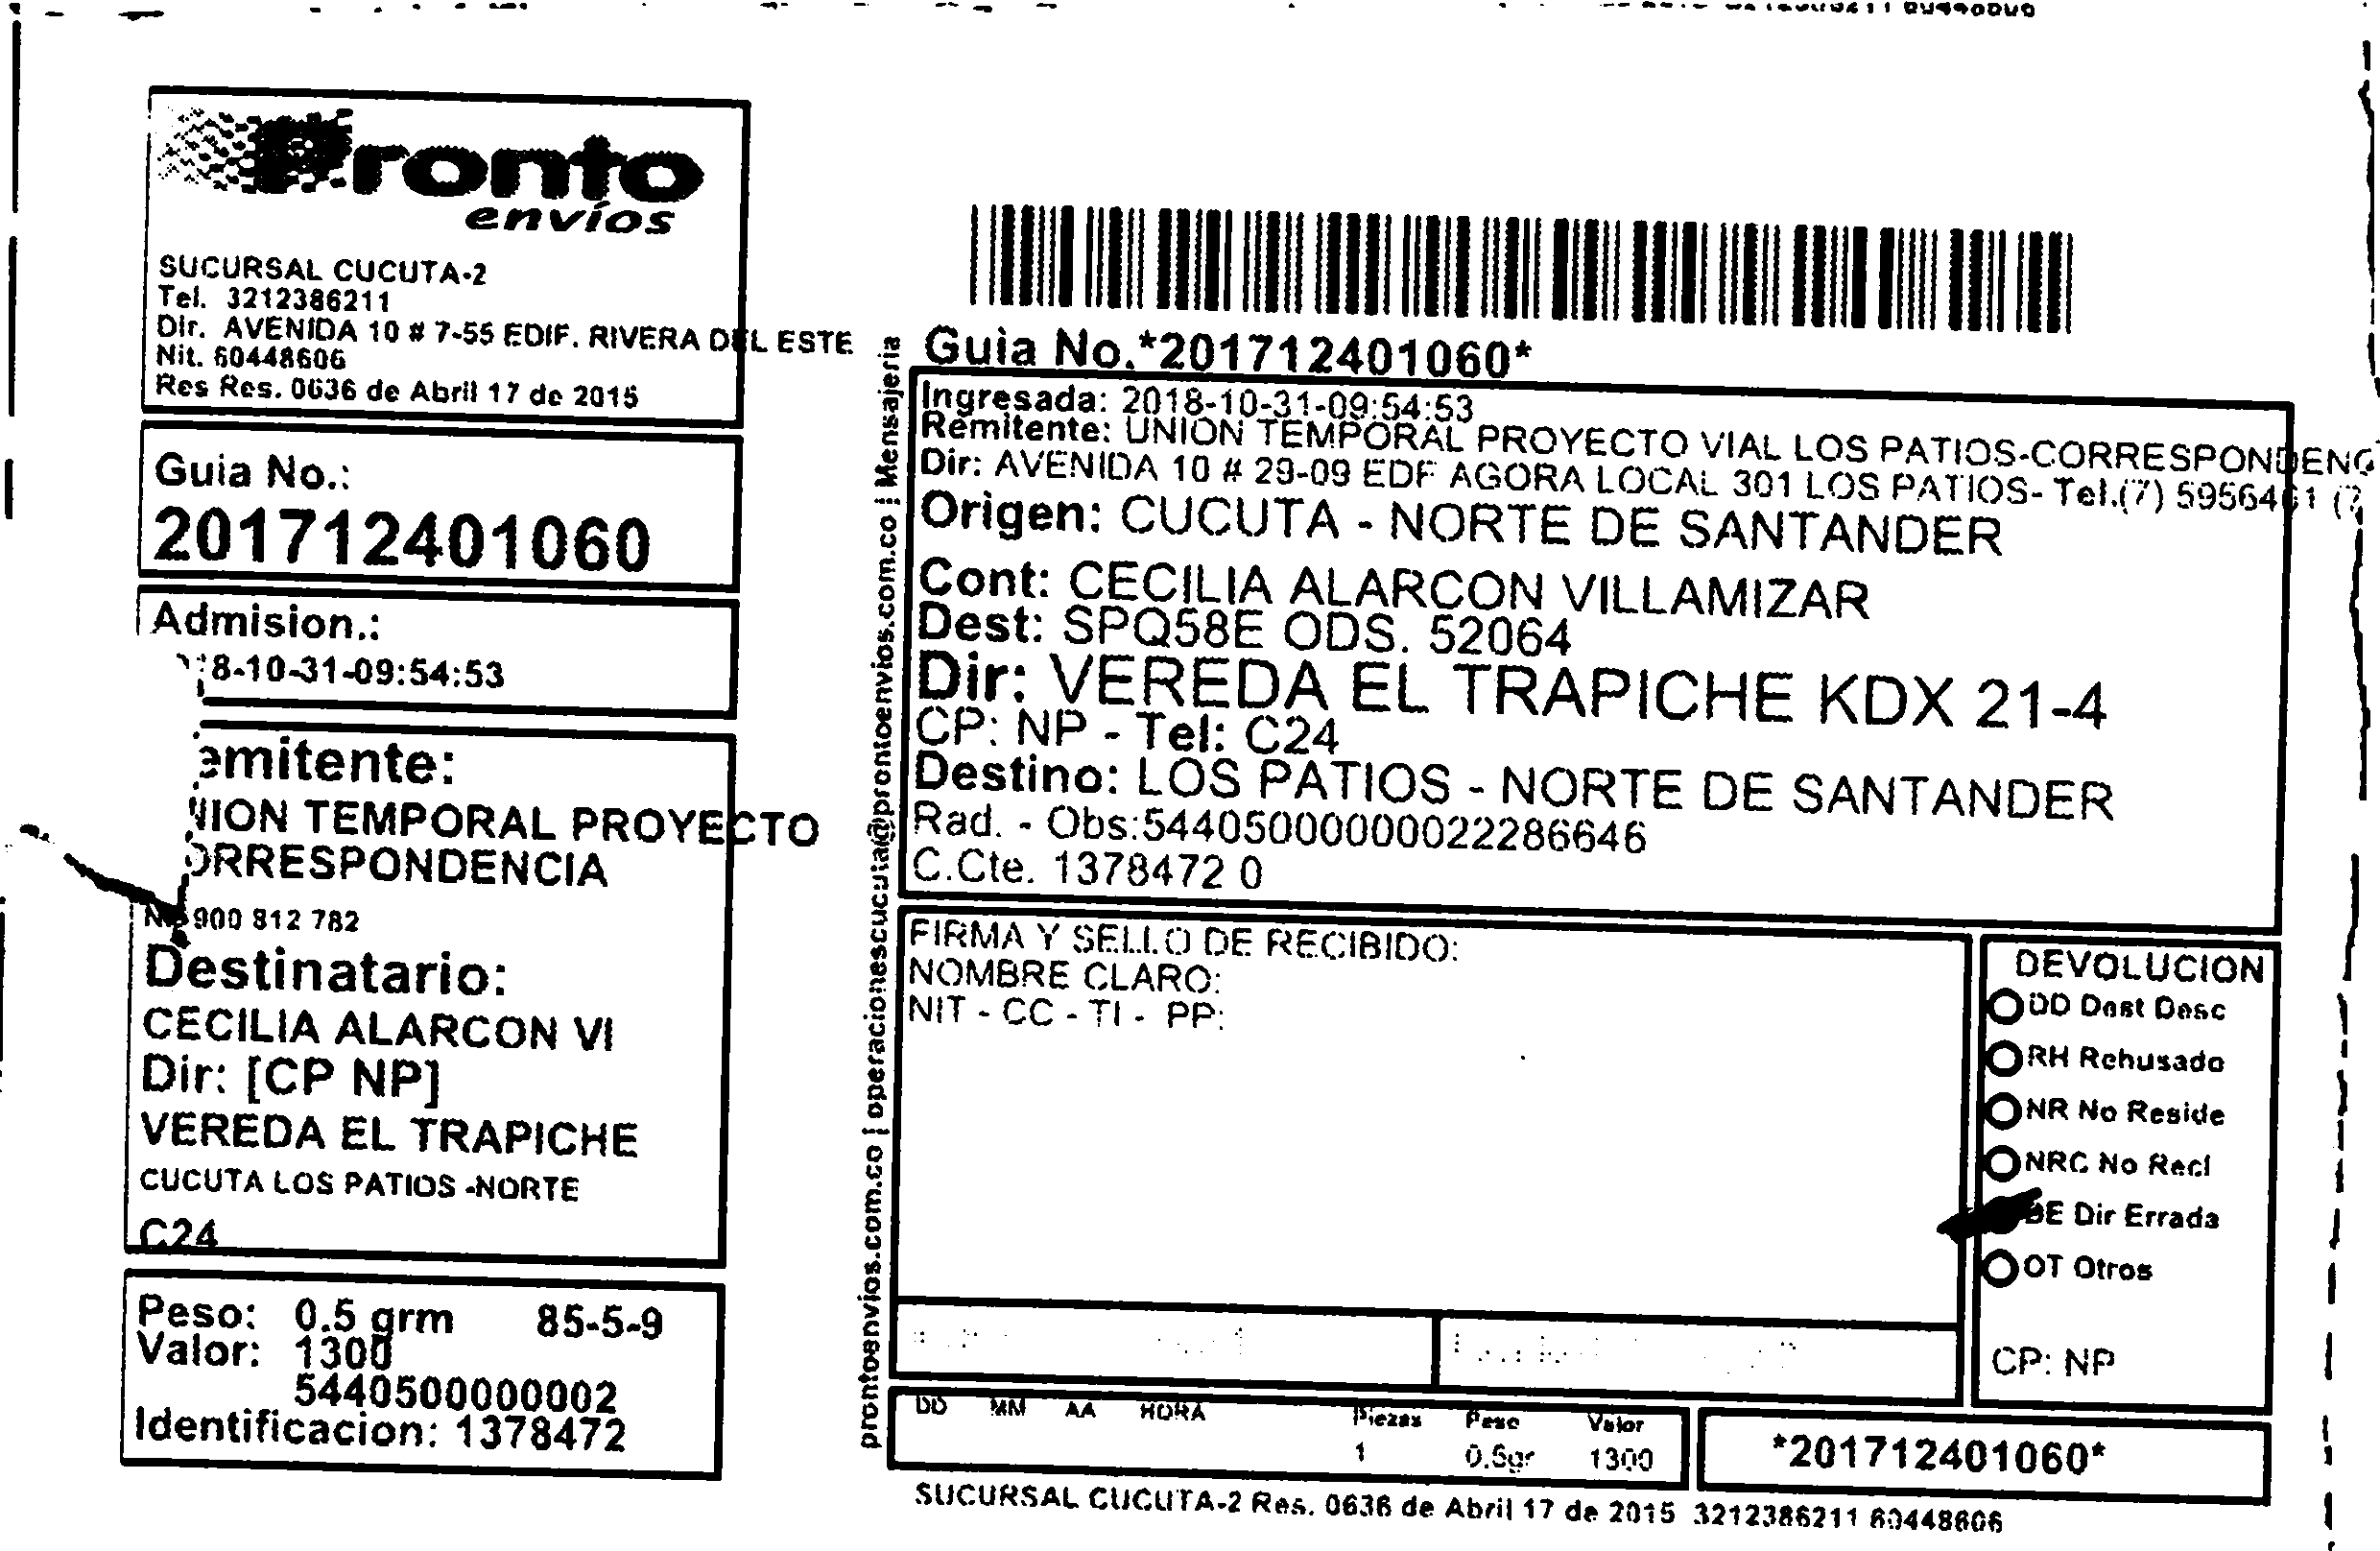 Pronto
envíos
SUCURSAL CUCUTA-2
Tel. 3212386211
Dir. AVENIDA 10 # 7-55 EDIF. RIVERA DEL ESTE
Nit. 60448606
Res Res. 0636 de Abril 17 de 2015
Guia No.:
201712401060
Admision.:
8-10-31-09:54:53
emitente:
NION TEMPORAL PROYECTO
ORRESPONDENCIA
900 812 782
Destinatario:
CECILIA ALARCON VI
Dir: [CP NP]
VEREDA EL TRAPICHE
CUCUTA LOS PATIOS -NORTE
C24
Peso: 0.5 grm 85-5-9
Valor: 1300
5440500000002
Identificacion: 1378472
prontoenvios.com.co | operacionescucuta@prontoenvios.com.co | Mensajeria
Guia No.*201712401060*
Ingresada: 2018-10-31-09:54:53
Remitente: UNION TEMPORAL PROYECTO VIAL LOS PATIOS-CORRESPONDENC
Dir: AVENIDA 10 # 29-09 EDF AGORA LOCAL 301 LOS PATIOS- Tel.(7) 5956461 (7
Origen: CUCUTA - NORTE DE SANTANDER
Cont: CECILIA ALARCON VILLAMIZAR
Dest: SPQ58E ODS. 52064
Dir: VEREDA EL TRAPICHE KDX 21-4
CP: NP - Tel: C24
Destino: LOS PATIOS - NORTE DE SANTANDER
Rad. - Obs:544050000000022286646
C.Cte. 1378472 0
FIRMA Y SELLO DE RECIBIDO:
NOMBRE CLARO:
NIT - CC - TI - PP:
DEVOLUCION
DD Dest Desc
RH Rehusado
NR No Reside
NRC No Recl
DE Dir Errada
OT Otros
CP: NP
DD MM AA HORA Piezas Peso Valor
1 0.5gr 1300
*201712401060*
SUCURSAL CUCUTA-2 Res. 0636 de Abril 17 de 2015 3212386211 60448606